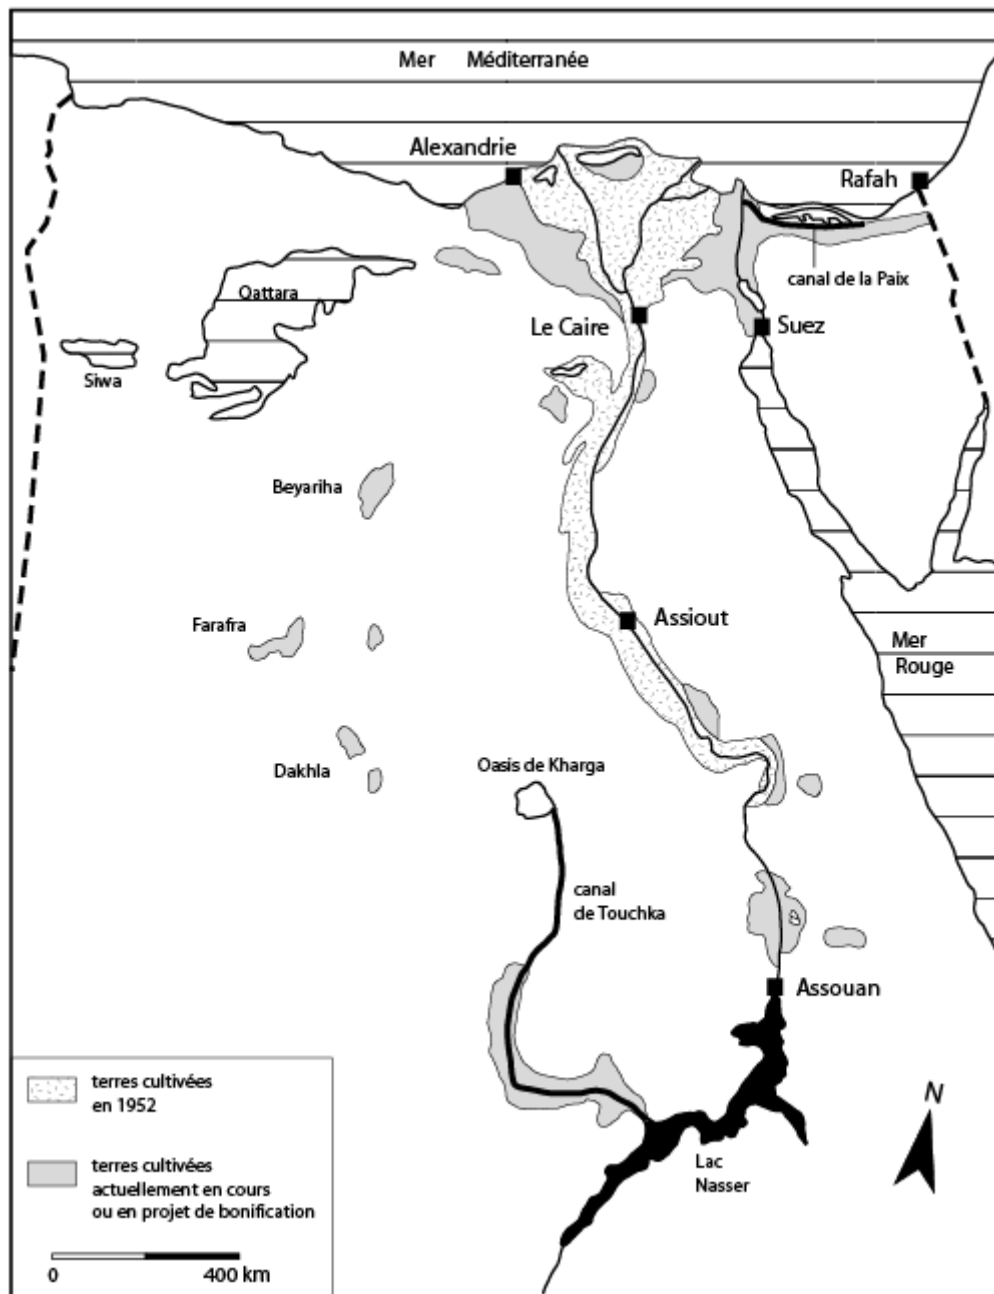 Mer Méditerranée
Alexandrie
Rafah
canal de la Paix
Qattara
Le Caire
Suez
Siwa
Beyariha
Farafra
Assiout
Mer
Rouge
Dakhla
Oasis de Kharga
canal
de Touchka
Assouan
N
Lac
Nasser
terres cultivées
en 1952
terres cultivées
actuellement en cours
ou en projet de bonification
0 400 km